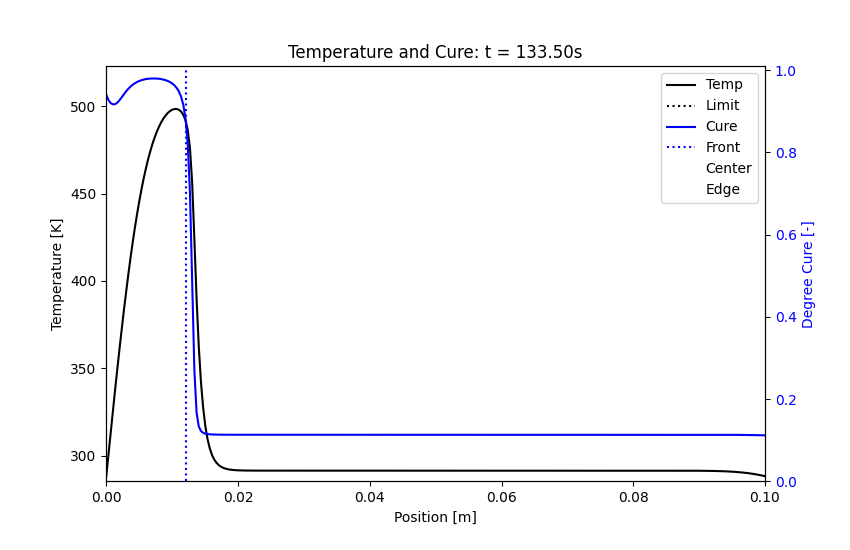 Temperature and Cure: t = 133.50s
Temp
Limit
Cure
Front
Center
Edge
Temperature [K]
500
450
400
350
300
Degree Cure [-]
1.0
0.8
0.6
0.4
0.2
0.0
0.00
0.02
0.04
0.06
0.08
0.10
Position [m]